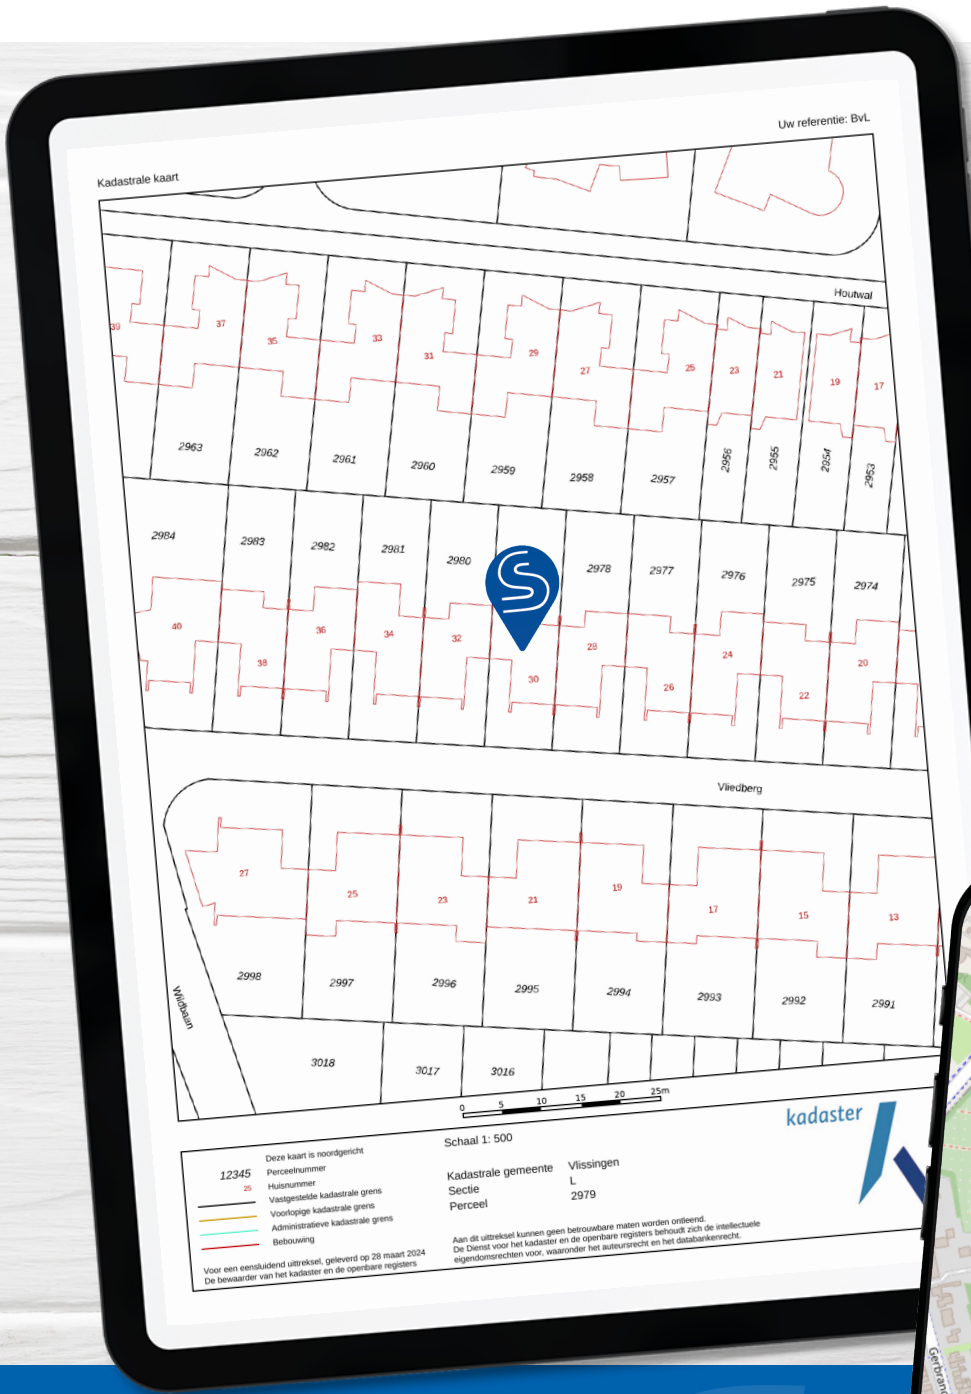 Uw referentie: BvL
Kadastrale kaart
Houtwal
39
37
35
33
31
29
27
25
23
21
19
17
2963
2962
2961
2960
2959
2958
2957
2956
2955
2954
2953
2984
2983
2982
2981
2980
2978
2977
2976
2975
2974
40
38
36
34
32
30
28
26
24
22
20
Vliedberg
27
25
23
21
19
17
15
13
2998
2997
2996
2995
2994
2993
2992
2991
Wildbaan
3018
3017
3016
0 5 10 15 20 25m
Schaal 1: 500
kadaster
Deze kaart is noordgericht
12345 Perceelnummer
25 Huisnummer
Vastgestelde kadastrale grens
Voorlopige kadastrale grens
Administratieve kadastrale grens
Bebouwing
Voor een eensluidend uittreksel, geleverd op 28 maart 2024
De bewaarder van het kadaster en de openbare registers
Kadastrale gemeente Vlissingen
Sectie L
Perceel 2979
Aan dit uittreksel kunnen geen betrouwbare maten worden ontleend.
De Dienst voor het kadaster en de openbare registers behoudt zich de intellectuele
eigendomsrechten voor, waaronder het auteursrecht en het databankenrecht.